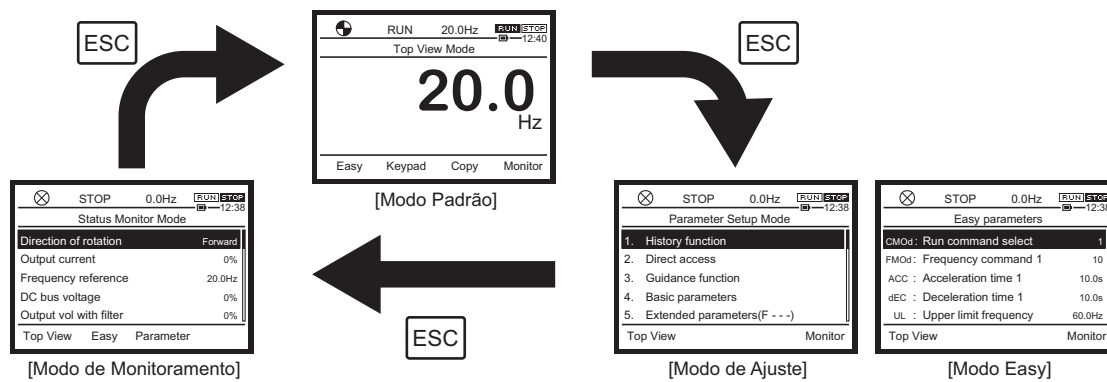 ESC
RUN 20.0Hz RUN STOP
12:40
Top View Mode
20.0
Hz
Easy Keypad Copy Monitor
[Modo Padrão]
ESC
STOP 0.0Hz RUN STOP
12:38
Status Monitor Mode
Direction of rotation Forward
Output current 0%
Frequency reference 20.0Hz
DC bus voltage 0%
Output vol with filter 0%
Top View Easy Parameter
[Modo de Monitoramento]
ESC
STOP 0.0Hz RUN STOP
12:38
Parameter Setup Mode
1. History function
2. Direct access
3. Guidance function
4. Basic parameters
5. Extended parameters(F - - -)
Top View Monitor
[Modo de Ajuste]
STOP 0.0Hz RUN STOP
12:38
Easy parameters
CMOd : Run command select 1
FMOd : Frequency command 1 10
ACC : Acceleration time 1 10.0s
dEC : Deceleration time 1 10.0s
UL : Upper limit frequency 60.0Hz
Top View Monitor
[Modo Easy]